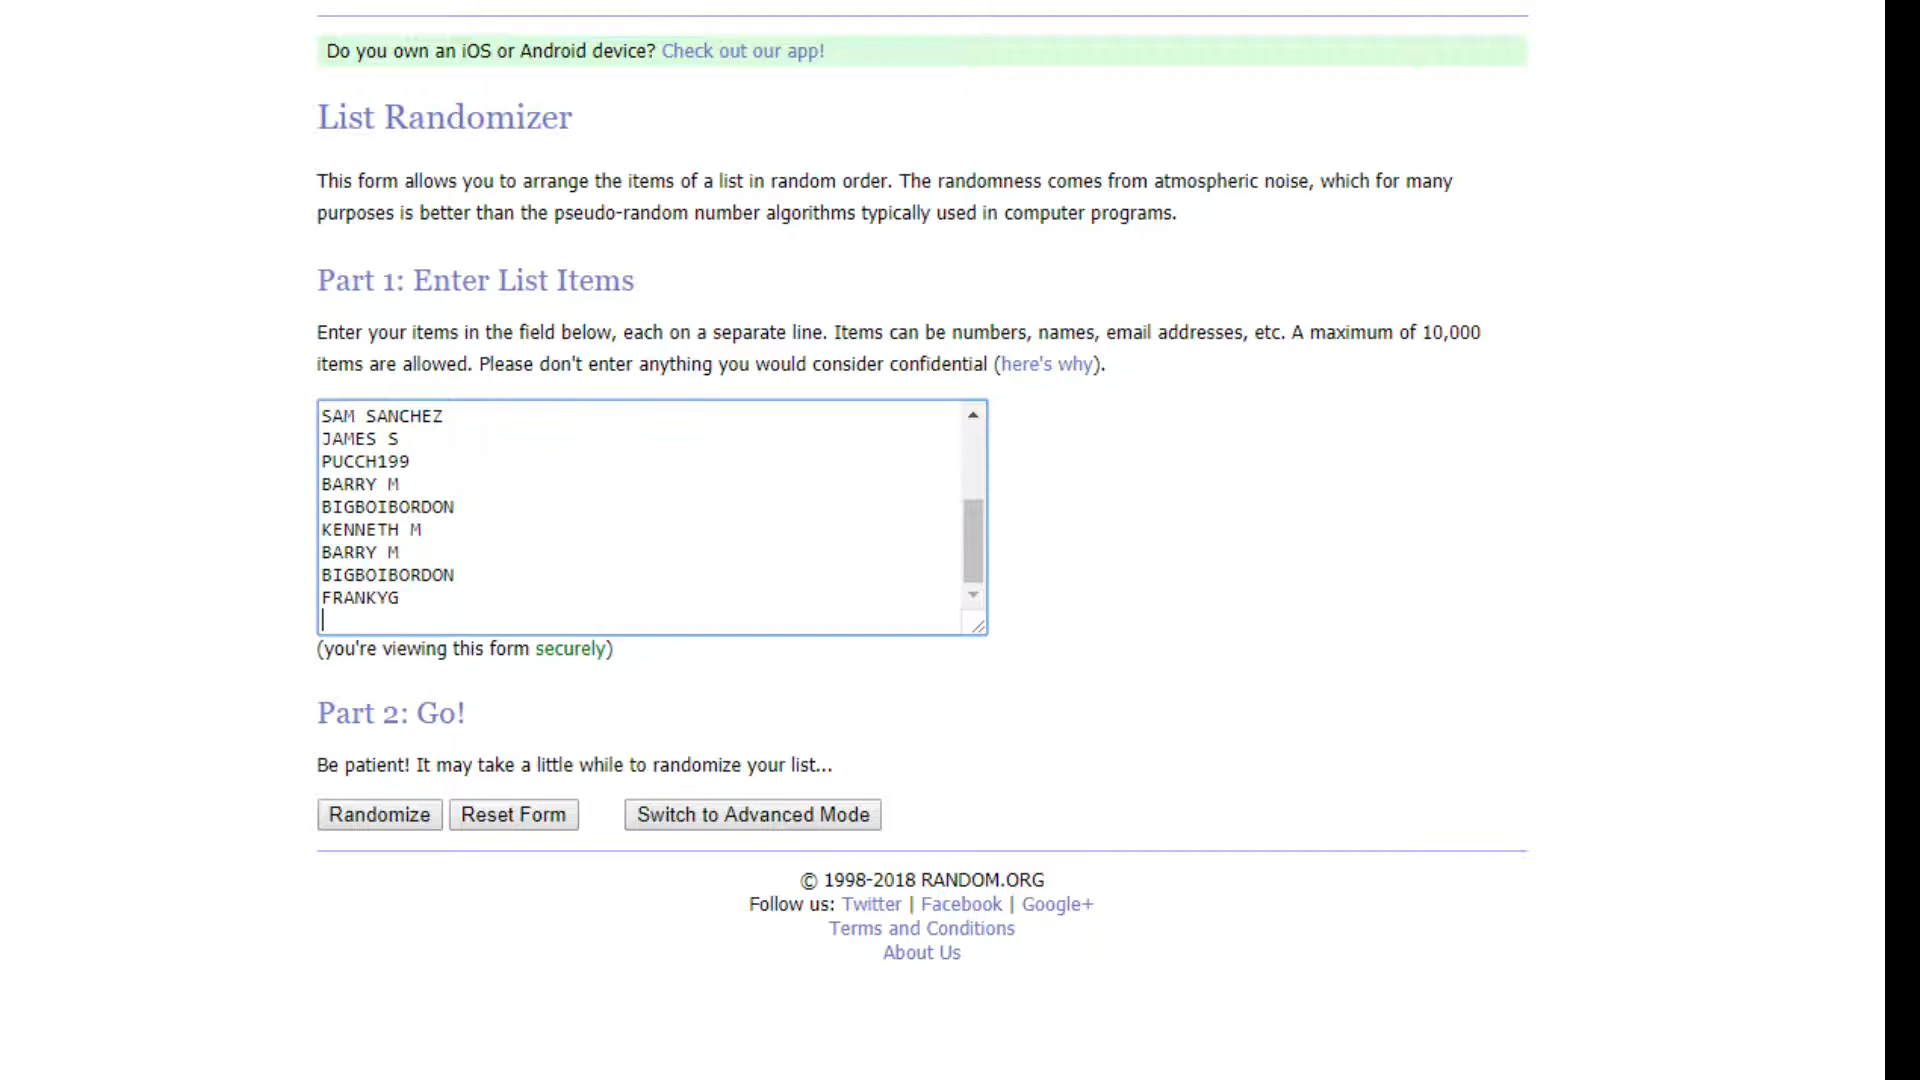 Do you own an iOS or Android device? Check out our app!
List Randomizer
This form allows you to arrange the items of a list in random order. The randomness comes from atmospheric noise, which for many
purposes is better than the pseudo-random number algorithms typically used in computer programs.
Part 1: Enter List Items
Enter your items in the field below, each on a separate line. Items can be numbers, names, email addresses, etc. A maximum of 10,000
items are allowed. Please don't enter anything you would consider confidential (here's why).
SAM SANCHEZ
JAMES S
PUCCH199
BARRY M
BIGBOIBORDON
KENNETH M
BARRY M
BIGBOIBORDON
FRANKYG
(you're viewing this form securely)
Part 2: Go!
Be patient! It may take a little while to randomize your list...
Randomize Reset Form Switch to Advanced Mode
© 1998-2018 RANDOM.ORG
Follow us: Twitter | Facebook | Google+
Terms and Conditions
About Us